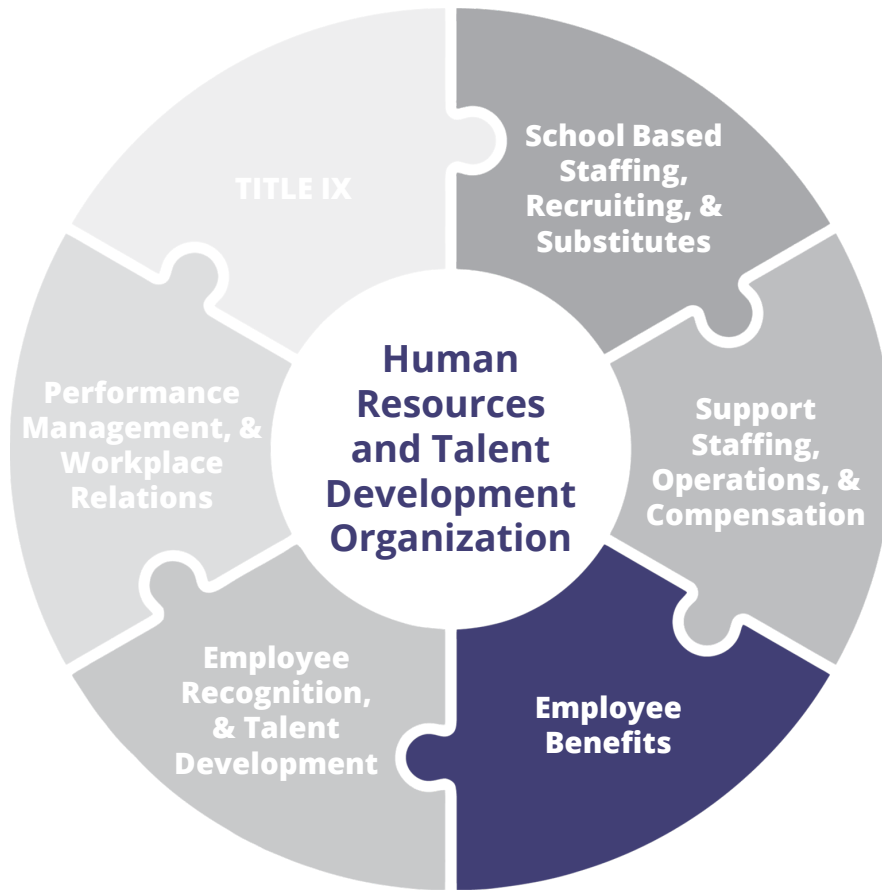 TITLE IX
School Based
Staffing,
Recruiting, &
Substitutes
Performance
Management, &
Workplace
Relations
Human
Resources
and Talent
Development
Organization
Support
Staffing,
Operations, &
Compensation
Employee
Recognition,
& Talent
Development
Employee
Benefits